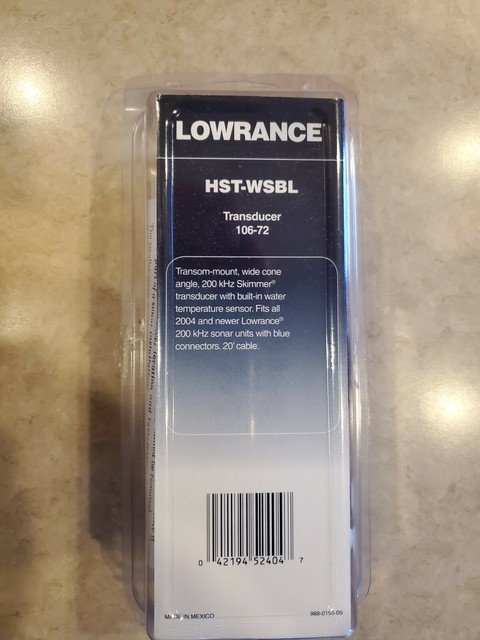 LOWRANCE
HST-WSBL
Transducer
106-72
Transom-mount, wide cone
angle, 200 kHz Skimmer®
transducer with built-in water
temperature sensor. Fits all
2004 and newer Lowrance®
200 kHz sonar units with blue
connectors. 20' cable.
0 42194 52404 7
MADE IN MEXICO
988-0155-05